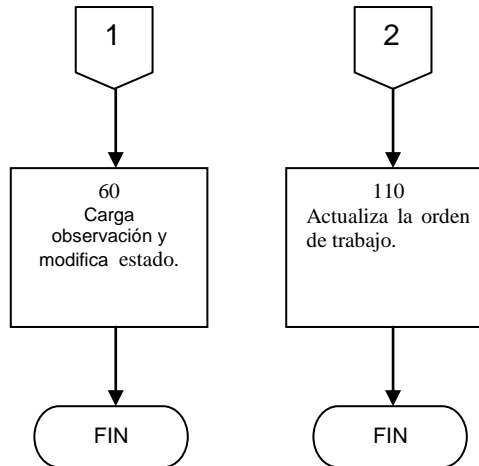 1
60
Carga
observación y
modifica estado.
FIN
2
110
Actualiza la orden
de trabajo.
FIN